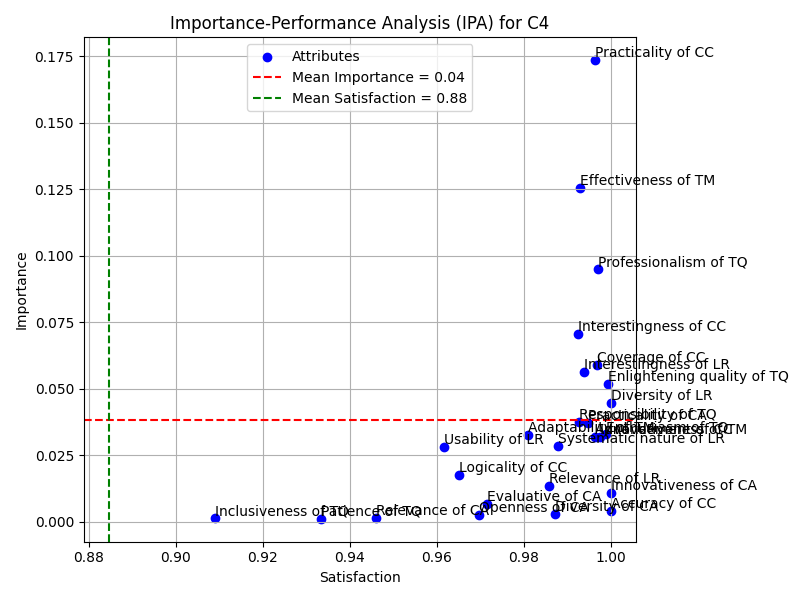 Importance-Performance Analysis (IPA) for C4
Attributes
Mean Importance = 0.04
Mean Satisfaction = 0.88
Practicality of CC
Effectiveness of TM
Professionalism of TQ
Interestingness of CC
Coverage of CC
Interestingness of LR
Enlightening quality of TQ
Diversity of LR
Responsibility of TQ
Practicality of CA
Adaptability of TM
Enthusiasm of TQ
Systematic nature of LR
Usability of LR
Logicality of CC
Relevance of LR
Innovativeness of CA
Evaluative of CA
Accuracy of CC
Openness of CA
Diversity of CA
Inclusiveness of TQ
Patience of TQ
Relevance of CA
Importance
0.175
0.150
0.125
0.100
0.075
0.050
0.025
0.000
0.88
0.90
0.92
0.94
0.96
0.98
1.00
Satisfaction